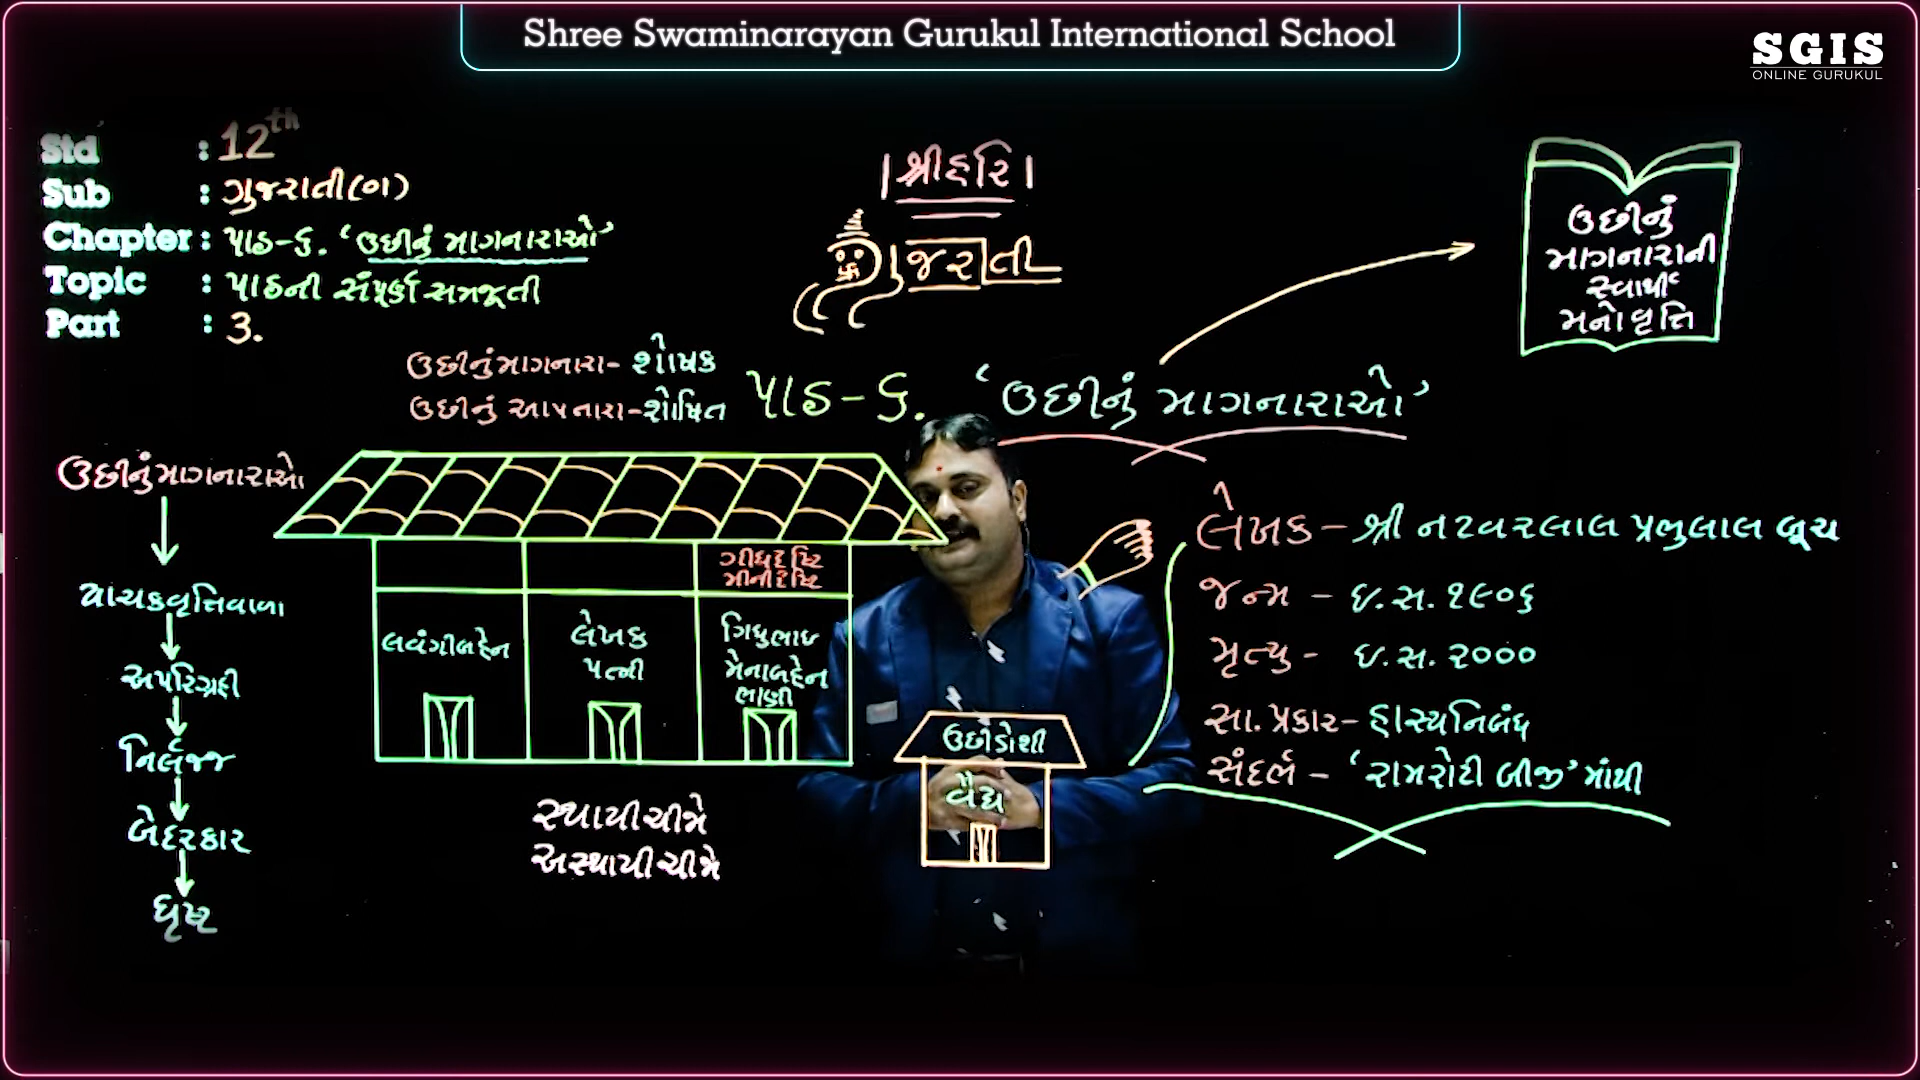 Shree Swaminarayan Gurukul International School
SGIS
ONLINE GURUKUL
Std : 12th
Sub : ગુજરાતી(૦૧)
Chapter : પાઠ-૬. ‘ઉછીનું માગનારાઓ’
Topic : પાઠની સંપૂર્ણ સમજૂતી
Part : 3.
|શ્રીહરિ|
ગુજરાતી
ઉછીનું
માગનારાની
સ્વાર્થી
મનોવૃત્તિ
ઉછીનું માગનારા- શોષક
ઉછીનું આપનારા-શોષિત
પાઠ-૬. ‘ઉછીનું માગનારાઓ’
ઉછીનું માગનારાઓ
યાચકવૃત્તિવાળા
અપરિગ્રહી
નિર્લજ્જ
બેદરકાર
ધૃષ્ટ
ગીધદૃષ્ટિ
મીનીદૃષ્ટિ
લવંગીબહેન
લેખક
પત્ની
ગિધુભાઇ
મેનાબહેન
ભાણી
સ્થાયીચીજો
અસ્થાયીચીજો
ઉછીડોશી
વૈદ્ય
લેખક - શ્રી નટવરલાલ પ્રભુલાલ બૂચ
જન્મ - ઇ.સ. ૧૯૦૬
મૃત્યુ - ઇ.સ. ૨૦૦૦
સા. પ્રકાર - હાસ્યનિબંધ
સંદર્ભ - ‘રામરોટી બીજી’ માંથી